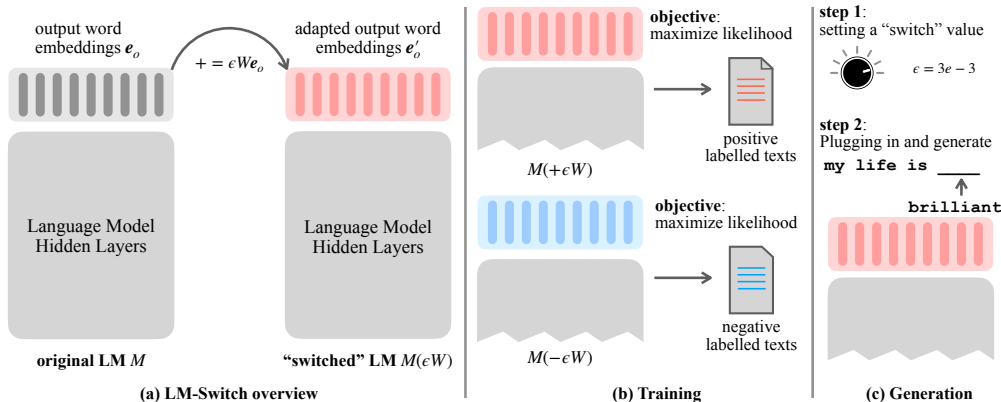 output word
embeddings e_o
+ = ϵWe_o
adapted output word
embeddings e′_o
Language Model
Hidden Layers
Language Model
Hidden Layers
original LM M
“switched” LM M(ϵW)
(a) LM-Switch overview
objective:
maximize likelihood
positive
labelled texts
M(+ϵW)
objective:
maximize likelihood
negative
labelled texts
M(−ϵW)
(b) Training
step 1:
setting a “switch” value
ϵ = 3e − 3
step 2:
Plugging in and generate
my life is ____
brilliant
(c) Generation